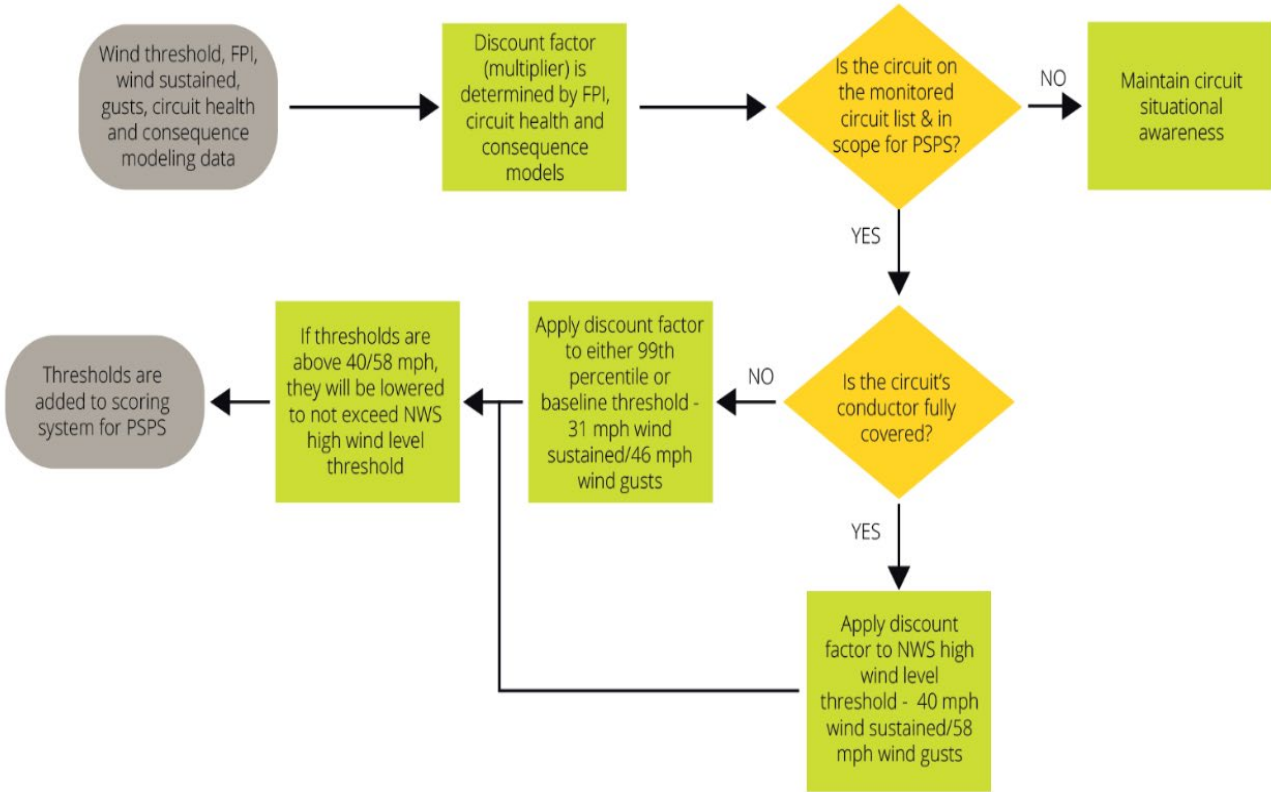 Wind threshold, FPI,
wind sustained,
gusts, circuit health
and consequence
modeling data
Discount factor
(multiplier) is
determined by FPI,
circuit health and
consequence
models
Is the circuit on
the monitored
circuit list & in
scope for PSPS?
NO
Maintain circuit
situational
awareness
YES
Is the circuit’s
conductor fully
covered?
NO
Apply discount factor
to either 99th
percentile or
baseline threshold -
31 mph wind
sustained/46 mph
wind gusts
If thresholds are
above 40/58 mph,
they will be lowered
to not exceed NWS
high wind level
threshold
Thresholds are
added to scoring
system for PSPS
YES
Apply discount
factor to NWS high
wind level
threshold - 40 mph
wind sustained/58
mph wind gusts